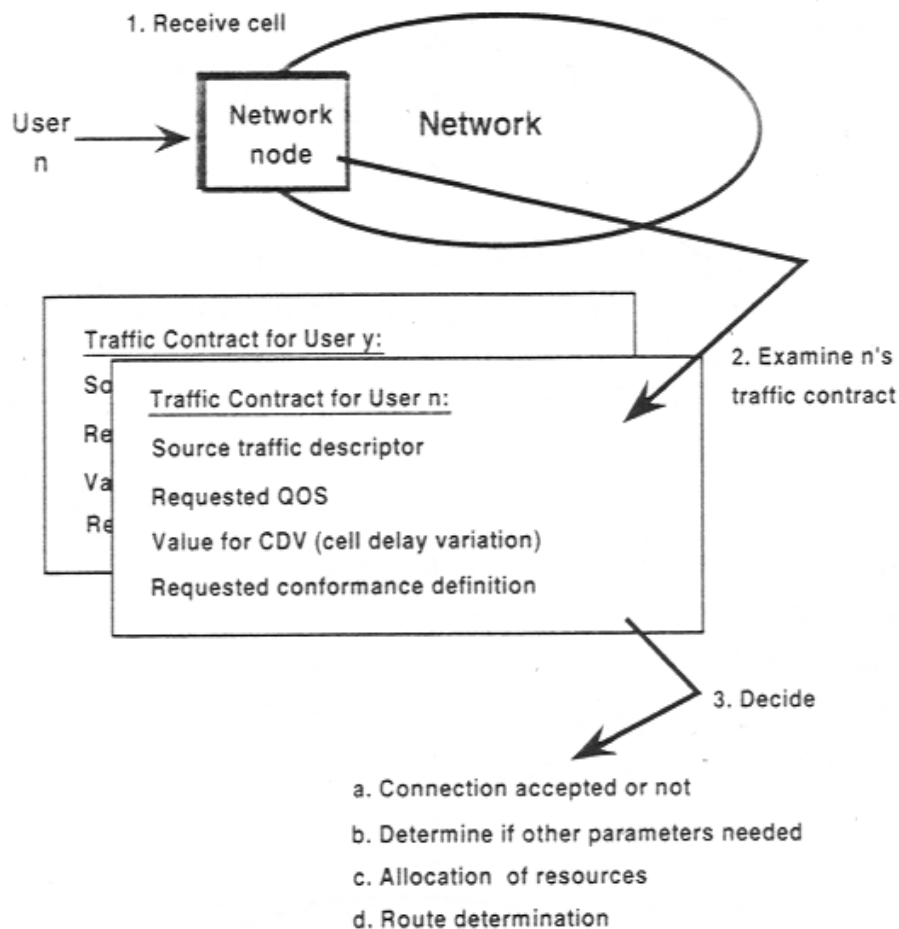 1. Receive cell
User
n
Network
node
Network
Traffic Contract for User y:
So
Re
Va
Re
2. Examine n's
traffic contract
Traffic Contract for User n:
Source traffic descriptor
Requested QOS
Value for CDV (cell delay variation)
Requested conformance definition
3. Decide
a. Connection accepted or not
b. Determine if other parameters needed
c. Allocation of resources
d. Route determination